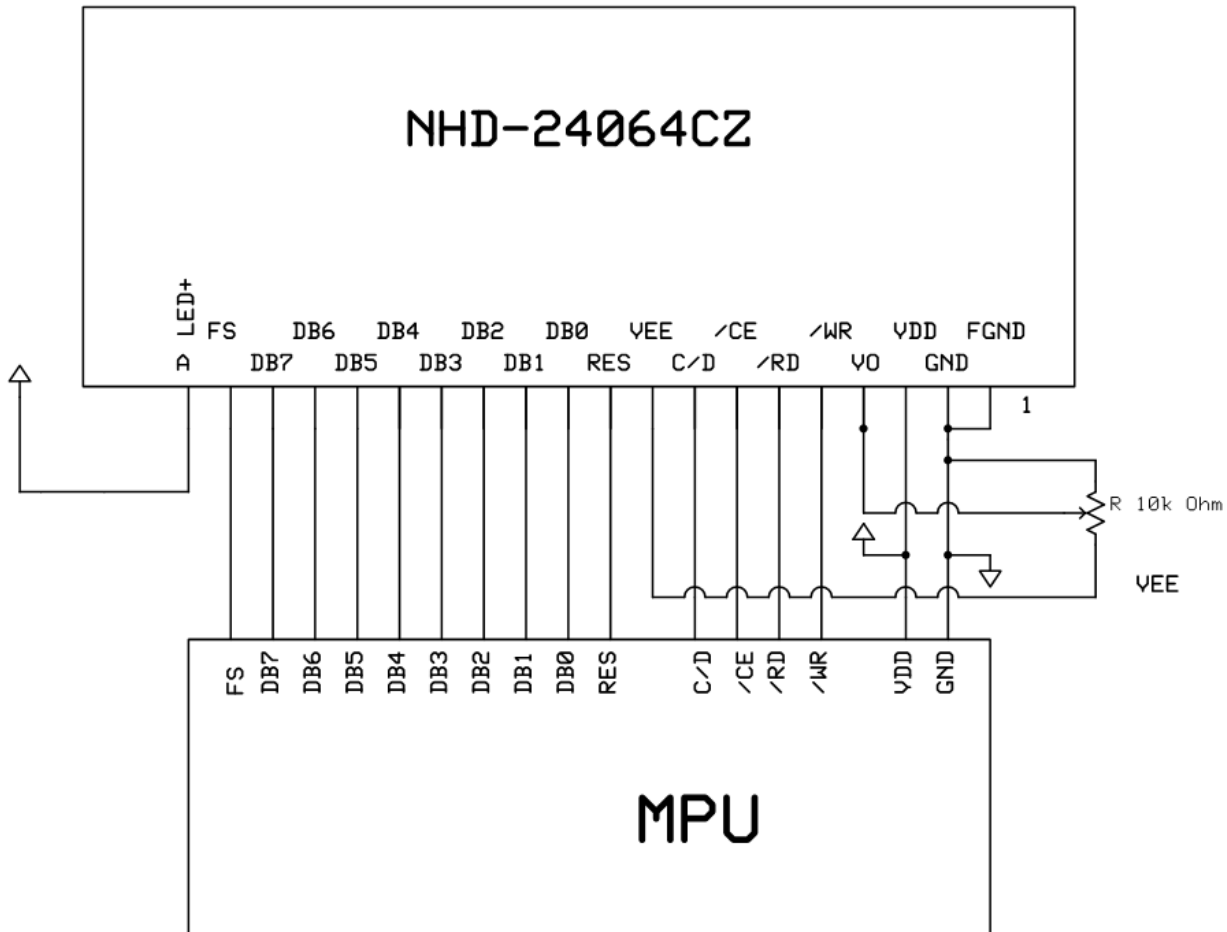 NHD-24064CZ
LED+
FS DB6 DB4 DB2 DB0 VEE /CE /WR VDD FGND
A DB7 DB5 DB3 DB1 RES C/D /RD VO GND
1
R 10k Ohm
VEE
FS DB7 DB6 DB5 DB4 DB3 DB2 DB1 DB0 RES C/D /CE /RD /WR VDD GND
MPU